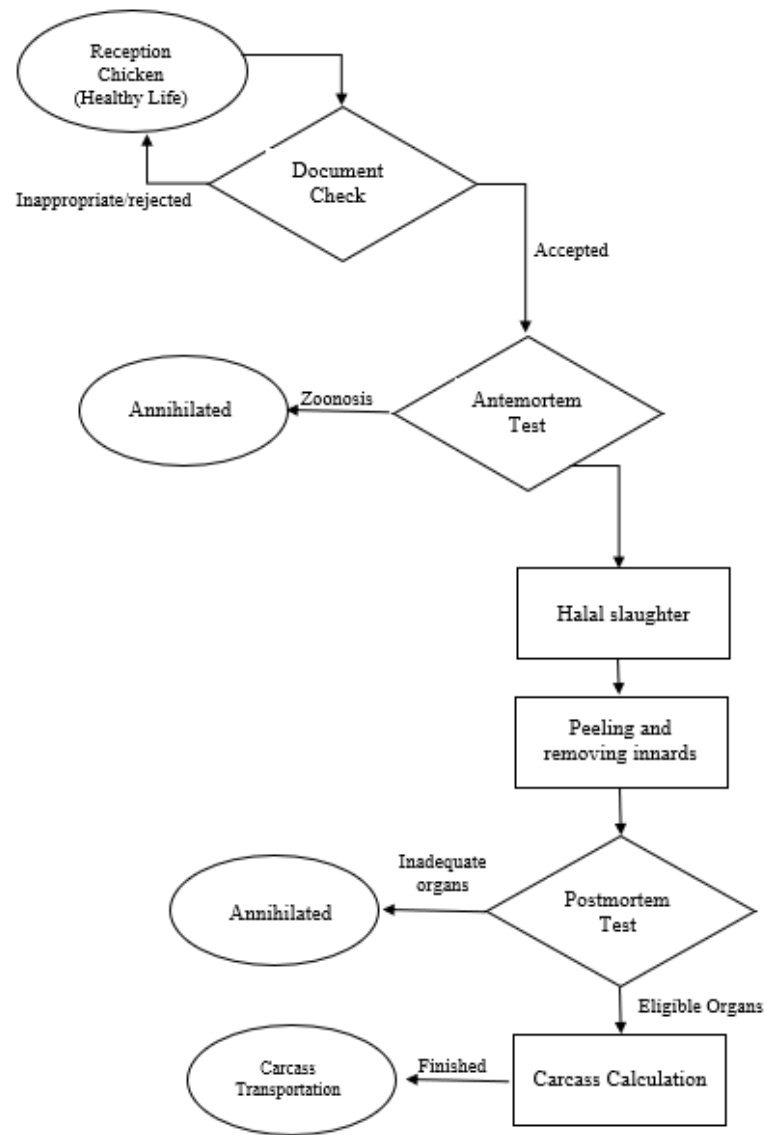 Reception
Chicken
(Healthy Life)
Document
Check
Inappropriate/rejected
Accepted
Annihilated
Zoonosis
Antemortem
Test
Halal slaughter
Peeling and
removing innards
Inadequate
organs
Annihilated
Postmortem
Test
Eligible Organs
Carcass
Transportation
Finished
Carcass Calculation